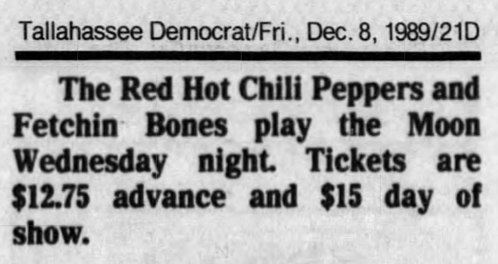 Tallahassee Democrat/Fri., Dec. 8, 1989/21D
The Red Hot Chili Peppers and
Fetchin Bones play the Moon
Wednesday night. Tickets are
$12.75 advance and $15 day of
show.